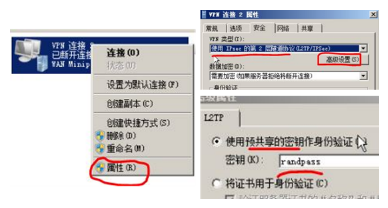 VPN 连接 2
已断开连接
WAN Minip
连接(O)
状态(U)
设置为默认连接(F)
创建副本(C)
创建快捷方式(S)
删除(D)
重命名(M)
属性(R)
VPN 连接 2 属性
常规 选项 安全 网络 共享
VPN 类型(T):
使用 IPsec 的第 2 层隧道协议(L2TP/IPSec)
高级设置(S)
数据加密(D):
需要加密(如果服务器拒绝将断开连接)
身份验证
级属性
L2TP
使用预共享的密钥作身份验证(
密钥(K): randpass
将证书用于身份验证(C)